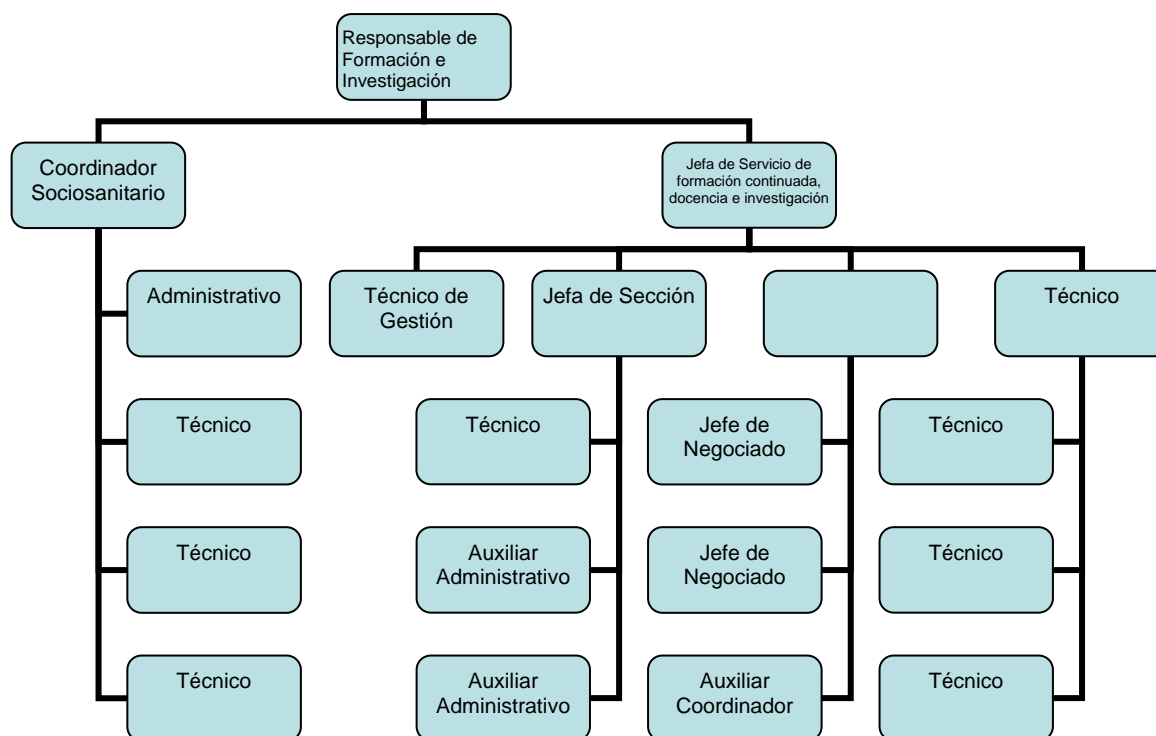 Responsable de
Formación e
Investigación
Coordinador
Sociosanitario
Jefa de Servicio de
formación continuada,
docencia e investigación
Administrativo
Técnico de
Gestión
Jefa de Sección
Técnico
Técnico
Técnico
Jefe de
Negociado
Técnico
Técnico
Auxiliar
Administrativo
Jefe de
Negociado
Técnico
Técnico
Auxiliar
Administrativo
Auxiliar
Coordinador
Técnico